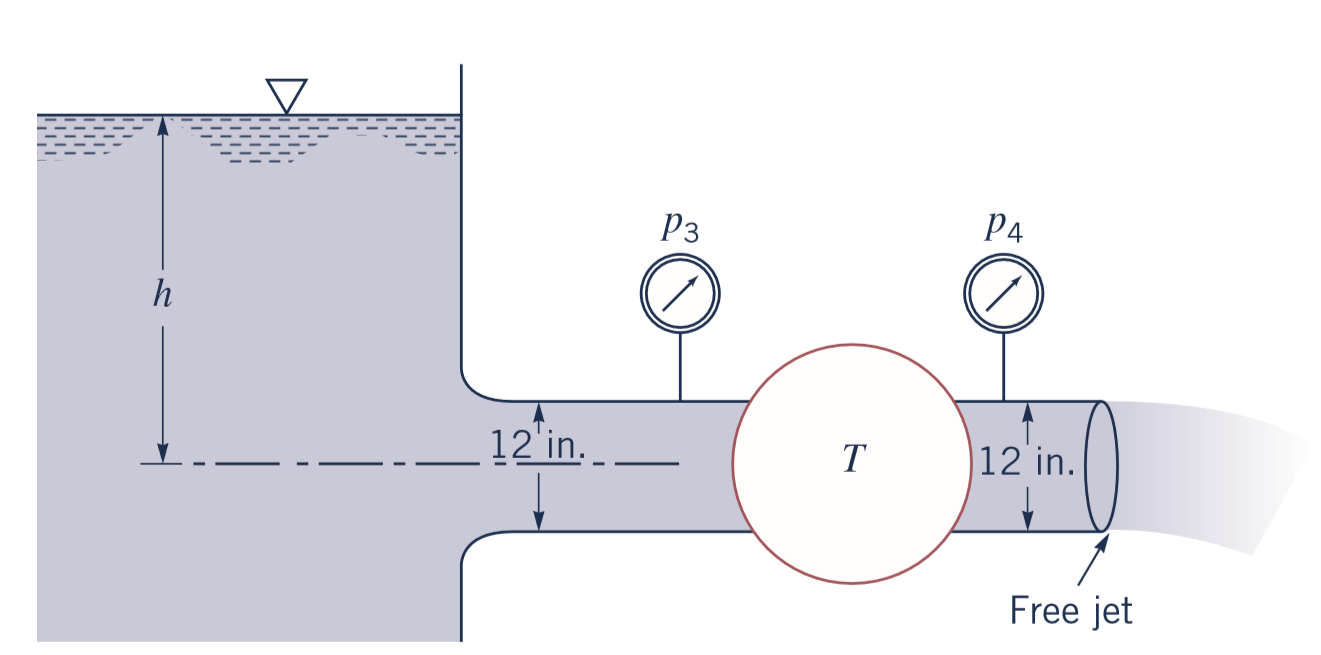 p3
p4
h
12 in.
T
12 in.
Free jet